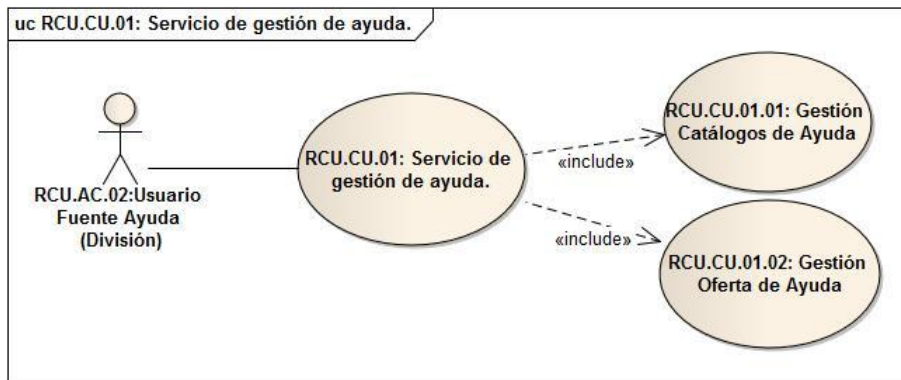 uc RCU.CU.01: Servicio de gestión de ayuda.
RCU.AC.02:Usuario
Fuente Ayuda
(División)
RCU.CU.01: Servicio de
gestión de ayuda.
«include»
«include»
RCU.CU.01.01: Gestión
Catálogos de Ayuda
RCU.CU.01.02: Gestión
Oferta de Ayuda